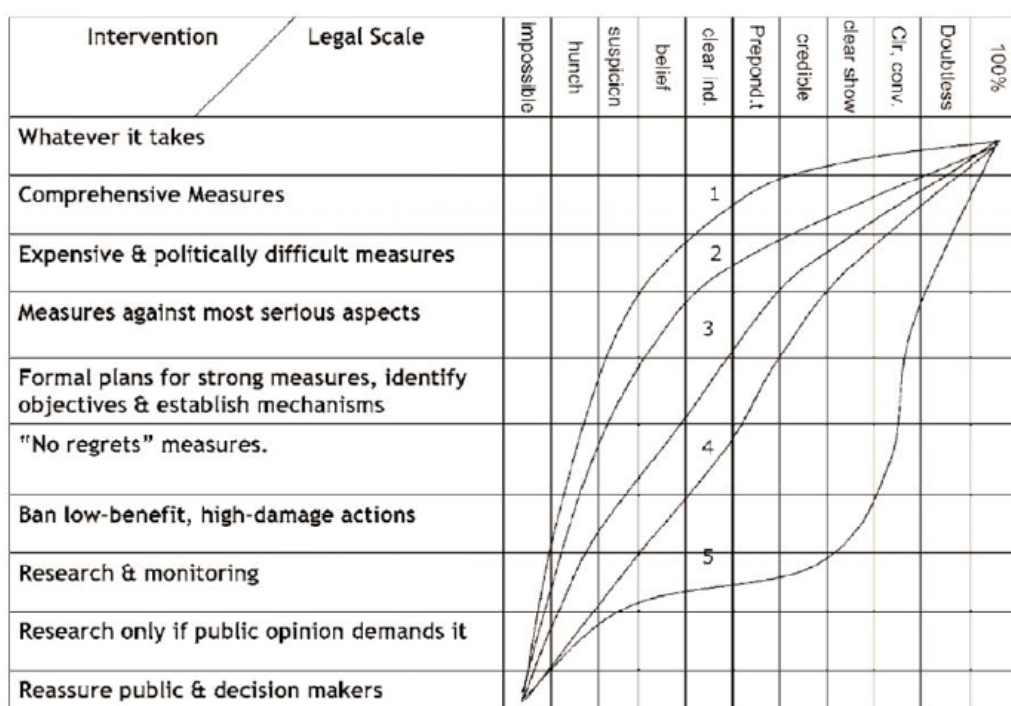 Intervention
Legal Scale
impossible
hunch
suspicion
belief
clear ind.
Prepond.t
credible
clear show
Clr, conv.
Doubtless
100%
Whatever it takes
Comprehensive Measures
1
Expensive & politically difficult measures
2
Measures against most serious aspects
3
Formal plans for strong measures, identify
objectives & establish mechanisms
"No regrets" measures.
4
Ban low-benefit, high-damage actions
5
Research & monitoring
Research only if public opinion demands it
Reassure public & decision makers